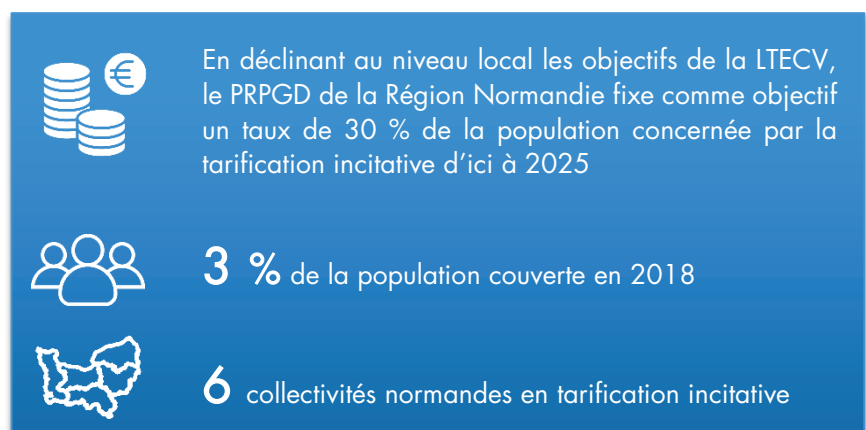 €
En déclinant au niveau local les objectifs de la LTECV,
le PRPGD de la Région Normandie fixe comme objectif
un taux de 30 % de la population concernée par la
tarification incitative d’ici à 2025
3 % de la population couverte en 2018
6 collectivités normandes en tarification incitative